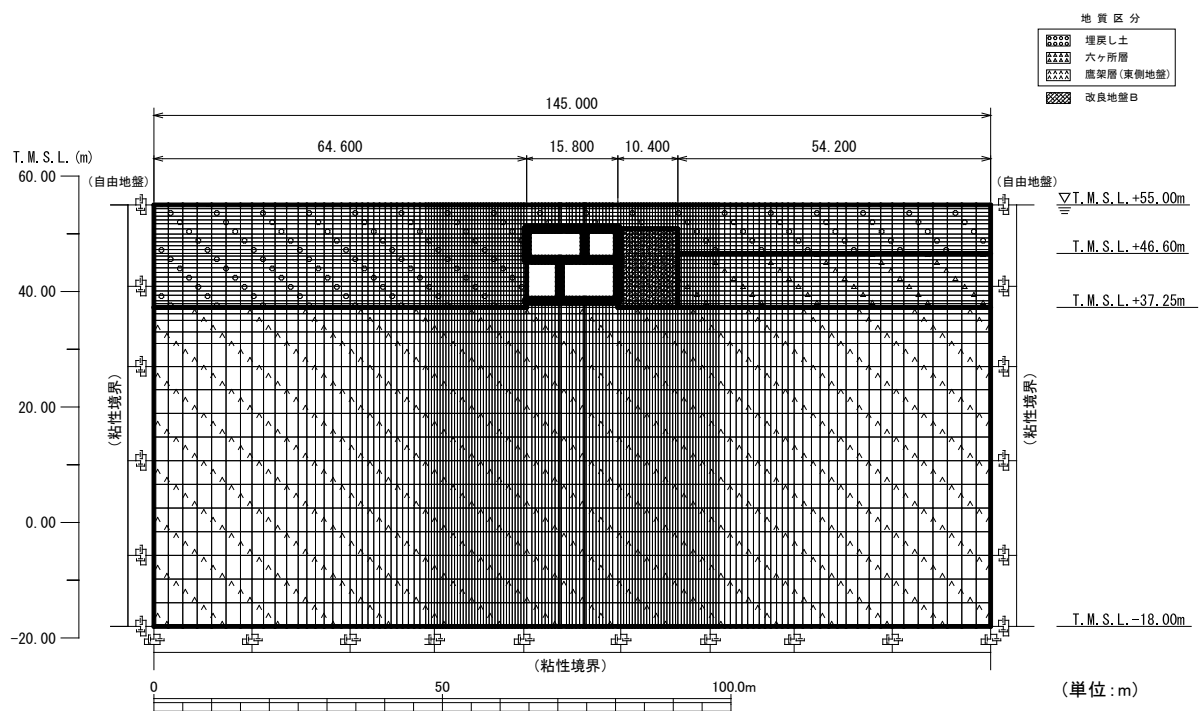 地質区分
埋戻し土
六ヶ所層
鷹架層(東側地盤)
改良地盤B
145.000
64.600
15.800
10.400
54.200
T.M.S.L.(m)
60.00
40.00
20.00
0.00
-20.00
(自由地盤)
(自由地盤)
▽T.M.S.L.+55.00m
T.M.S.L.+46.60m
T.M.S.L.+37.25m
T.M.S.L.-18.00m
(粘性境界)
(粘性境界)
(粘性境界)
0
50
100.0m
(単位:m)